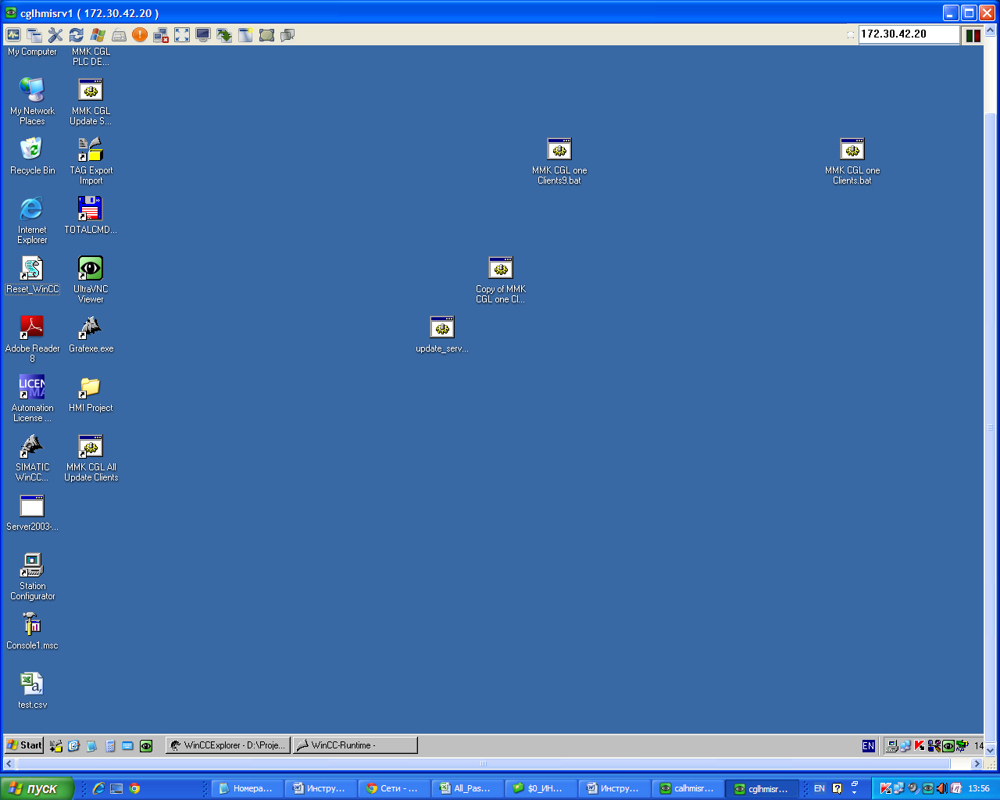 cglhmisrv1 ( 172.30.42.20 )
172.30.42.20
My Computer
MMK CGL
PLC DE...
My Network
Places
MMK CGL
Update S...
Recycle Bin
TAG Export
Import
MMK CGL one
Clients9.bat
MMK CGL one
Clients.bat
Internet
Explorer
TOTALCMD...
Reset_WinCC
UltraVNC
Viewer
Copy of MMK
CGL one Cl...
Adobe Reader
8
Grafexe.exe
update_serv...
LICEN
MA
Automation
License ...
HMI Project
SIMATIC
WinCC...
MMK CGL All
Update Clients
Server2003-...
Station
Configurator
Console1.msc
test.csv
Start
WinCCExplorer - D:\Proje...
WinCC-Runtime -
EN
14
пуск
Номера...
Инстру...
Сети - ...
All_Pas...
$0_ИН...
Инстру...
calhmisr...
cglhmisr...
EN
13:56